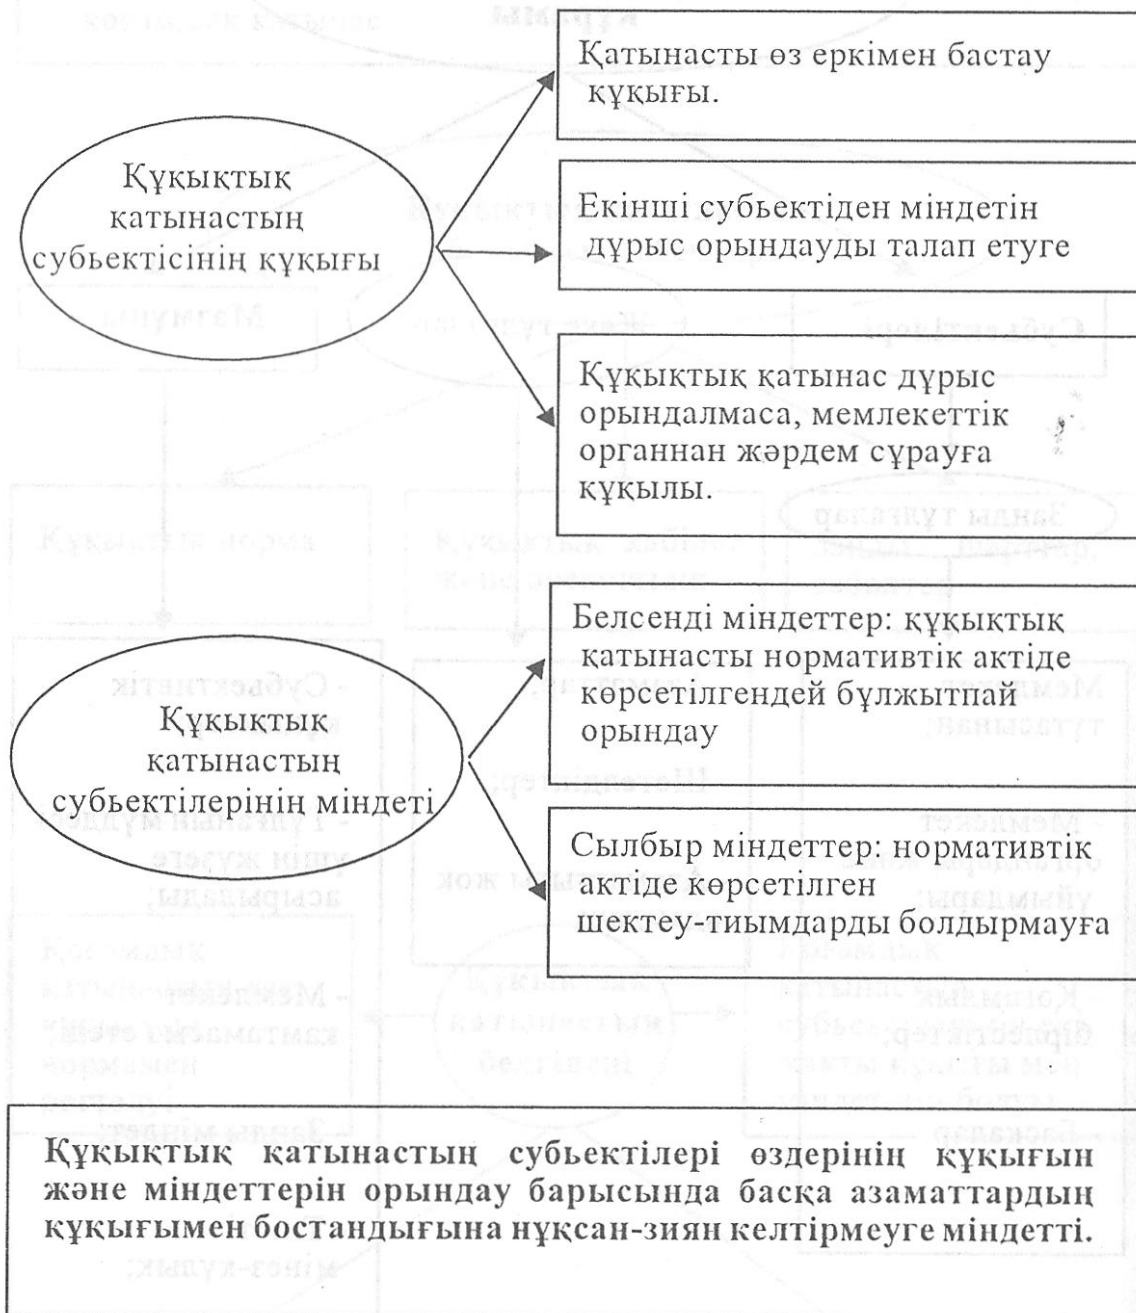 Құқықтық
қатынастың
субьектісінің құқығы
Қатынасты өз еркімен бастау
құқығы.
Екінші субьектіден міндетін
дұрыс орындауды талап етуге
Құқықтық қатынас дұрыс
орындалмаса, мемлекеттік
органнан жәрдем сұрауға
құқылы.
Құқықтық
қатынастың
субьектілерінің міндеті
Белсенді міндеттер: құқықтық
қатынасты нормативтік актіде
көрсетілгендей бұлжытпай
орындау
Сылбыр міндеттер: нормативтік
актіде көрсетілген
шектеу-тиымдарды болдырмауға
Құқықтық қатынастың субьектілері өздерінің құқығын
және міндеттерін орындау барысында басқа азаматтардың
құқығымен бостандығына нұқсан-зиян келтірмеуге міндетті.